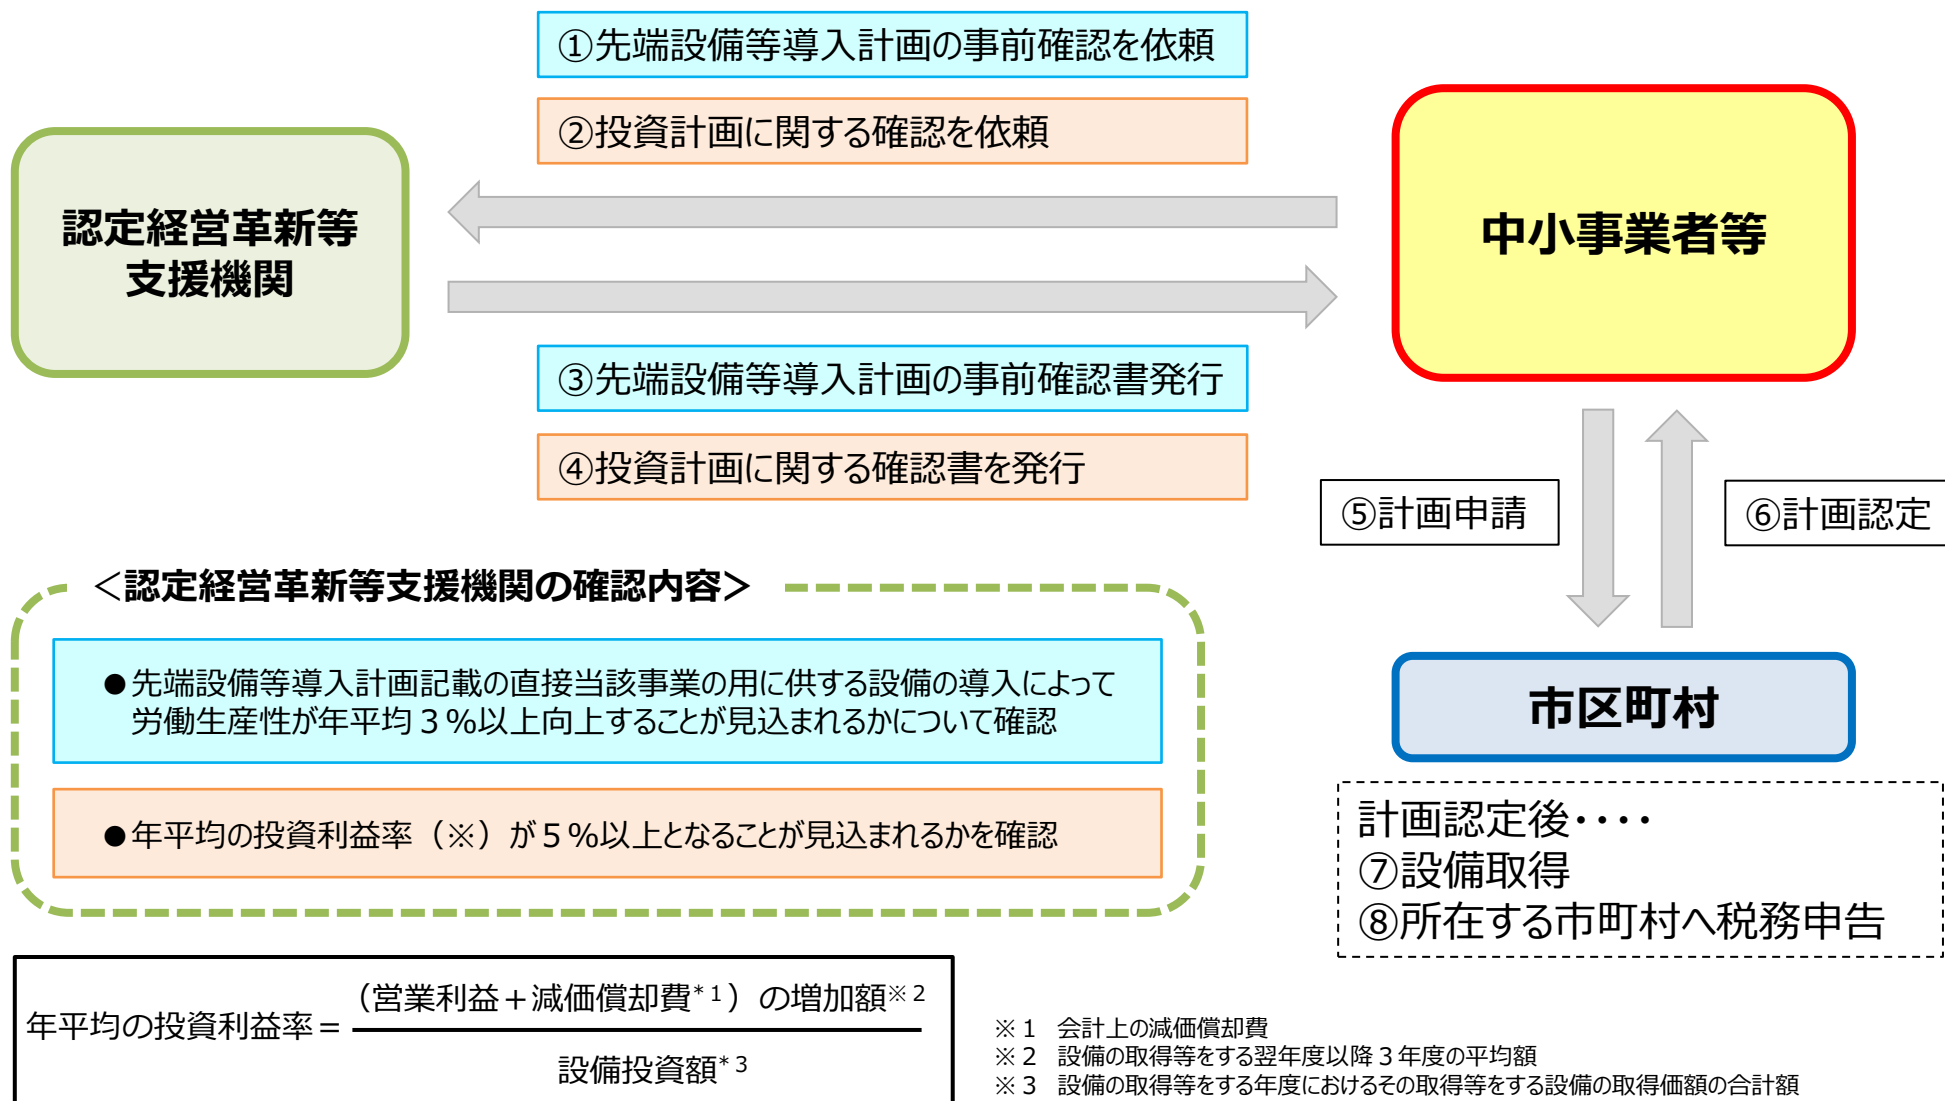 ①先端設備等導入計画の事前確認を依頼
②投資計画に関する確認を依頼
認定経営革新等
支援機関
中小事業者等
③先端設備等導入計画の事前確認書発行
④投資計画に関する確認書を発行
⑤計画申請
⑥計画認定
＜認定経営革新等支援機関の確認内容＞
●先端設備等導入計画記載の直接当該事業の用に供する設備の導入によって
労働生産性が年平均３％以上向上することが見込まれるかについて確認
●年平均の投資利益率（※）が５％以上となることが見込まれるかを確認
市区町村
計画認定後・・・・
⑦設備取得
⑧所在する市町村へ税務申告
（営業利益＋減価償却費*１）の増加額※２
年平均の投資利益率＝
設備投資額*３
※１　会計上の減価償却費
※２　設備の取得等をする翌年度以降３年度の平均額
※３　設備の取得等をする年度におけるその取得等をする設備の取得価額の合計額